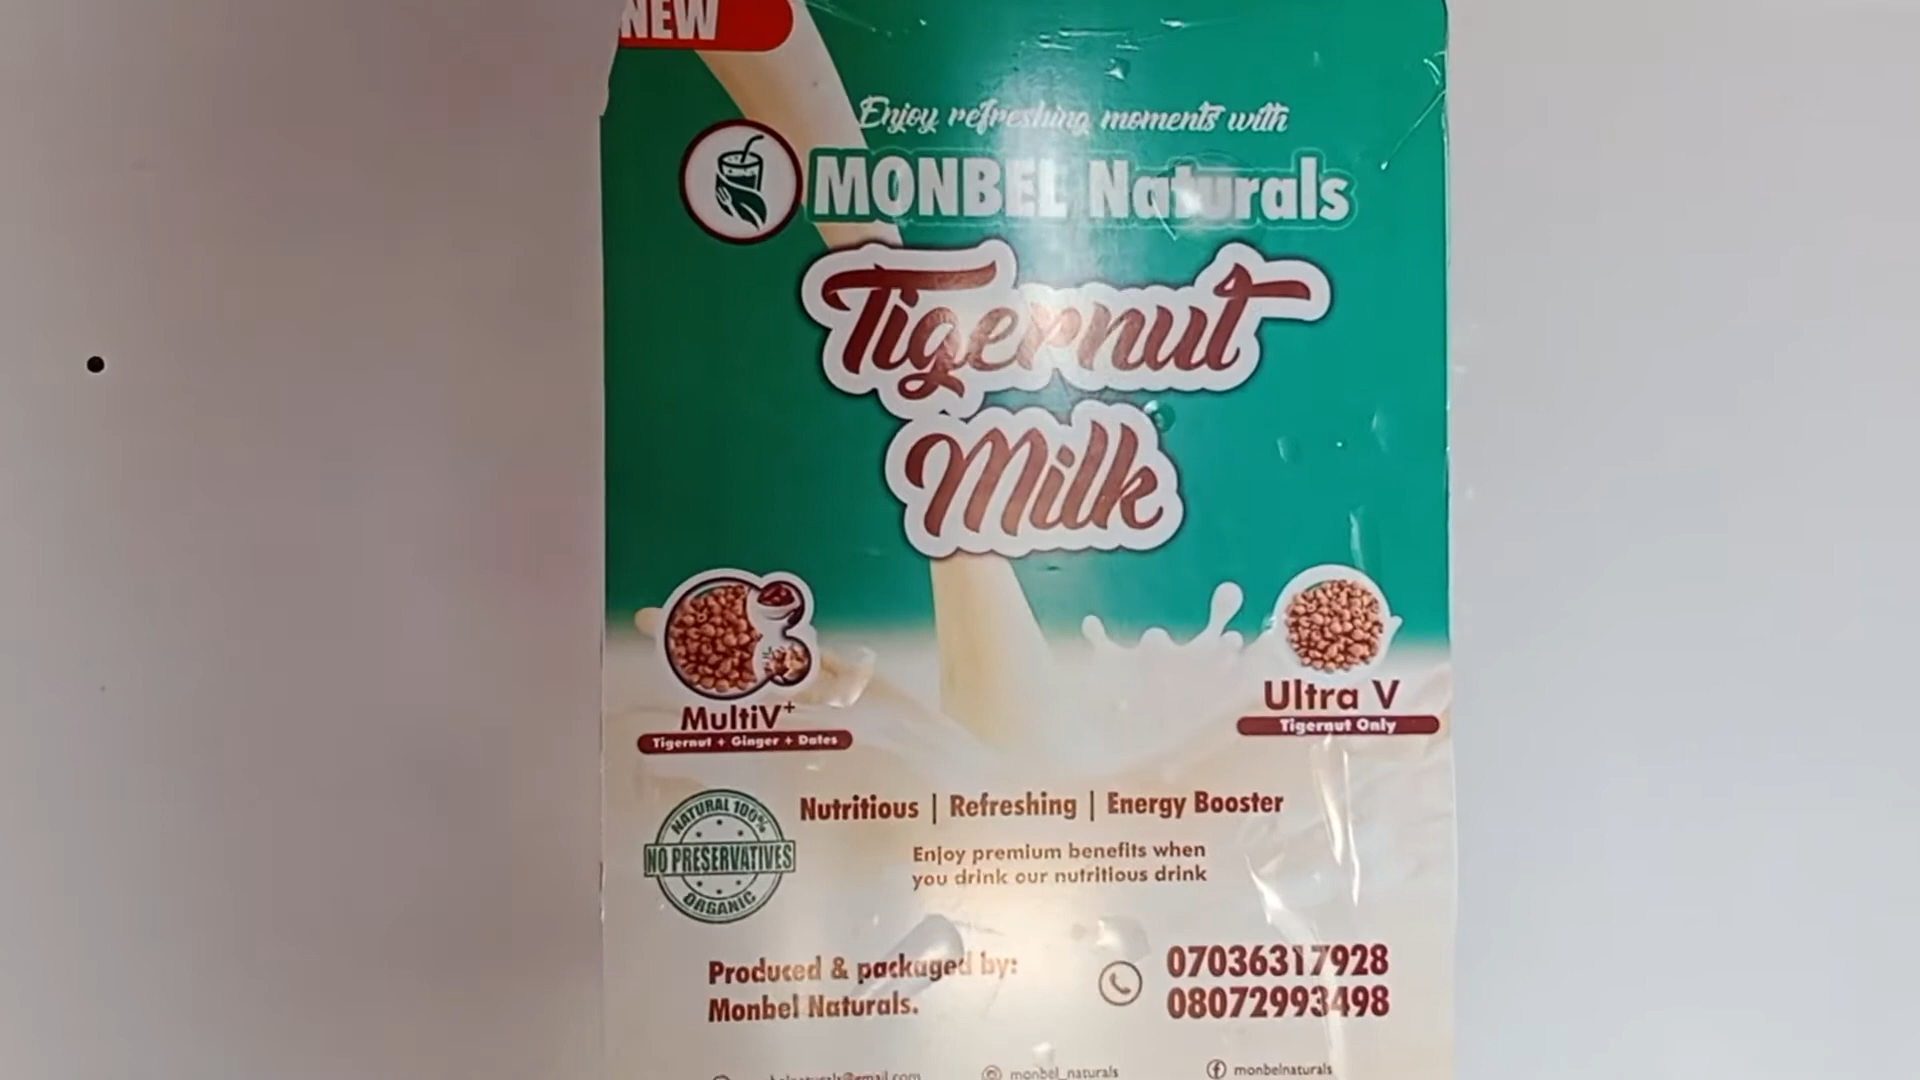 NEW
Enjoy refreshing moments with
MONBEL Naturals
Tigernut
Milk
MultiV+
Tigernut + Ginger + Dates
Ultra V
Tigernut Only
NATURAL 100%
NO PRESERVATIVES
ORGANIC
Nutritious | Refreshing | Energy Booster
Enjoy premium benefits when
you drink our nutritious drink
Produced & packaged by:
Monbel Naturals.
07036317928
08072993498
monbel_naturals
monbelnaturals